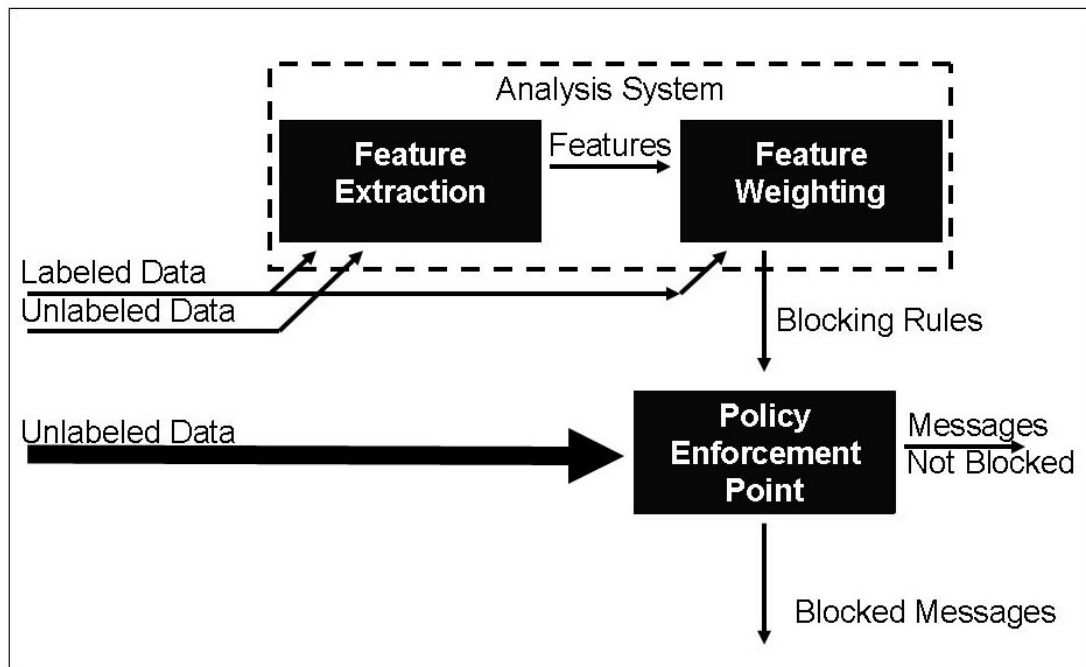 Analysis System
Feature
Extraction
Features
Feature
Weighting
Labeled Data
Unlabeled Data
Blocking Rules
Unlabeled Data
Policy
Enforcement
Point
Messages
Not Blocked
Blocked Messages